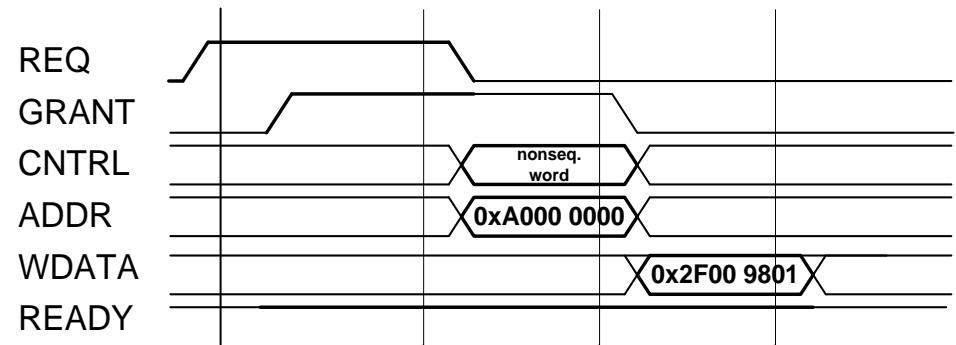 REQ
GRANT
CNTRL
nonseq.
word
ADDR
0xA000 0000
WDATA
0x2F00 9801
READY